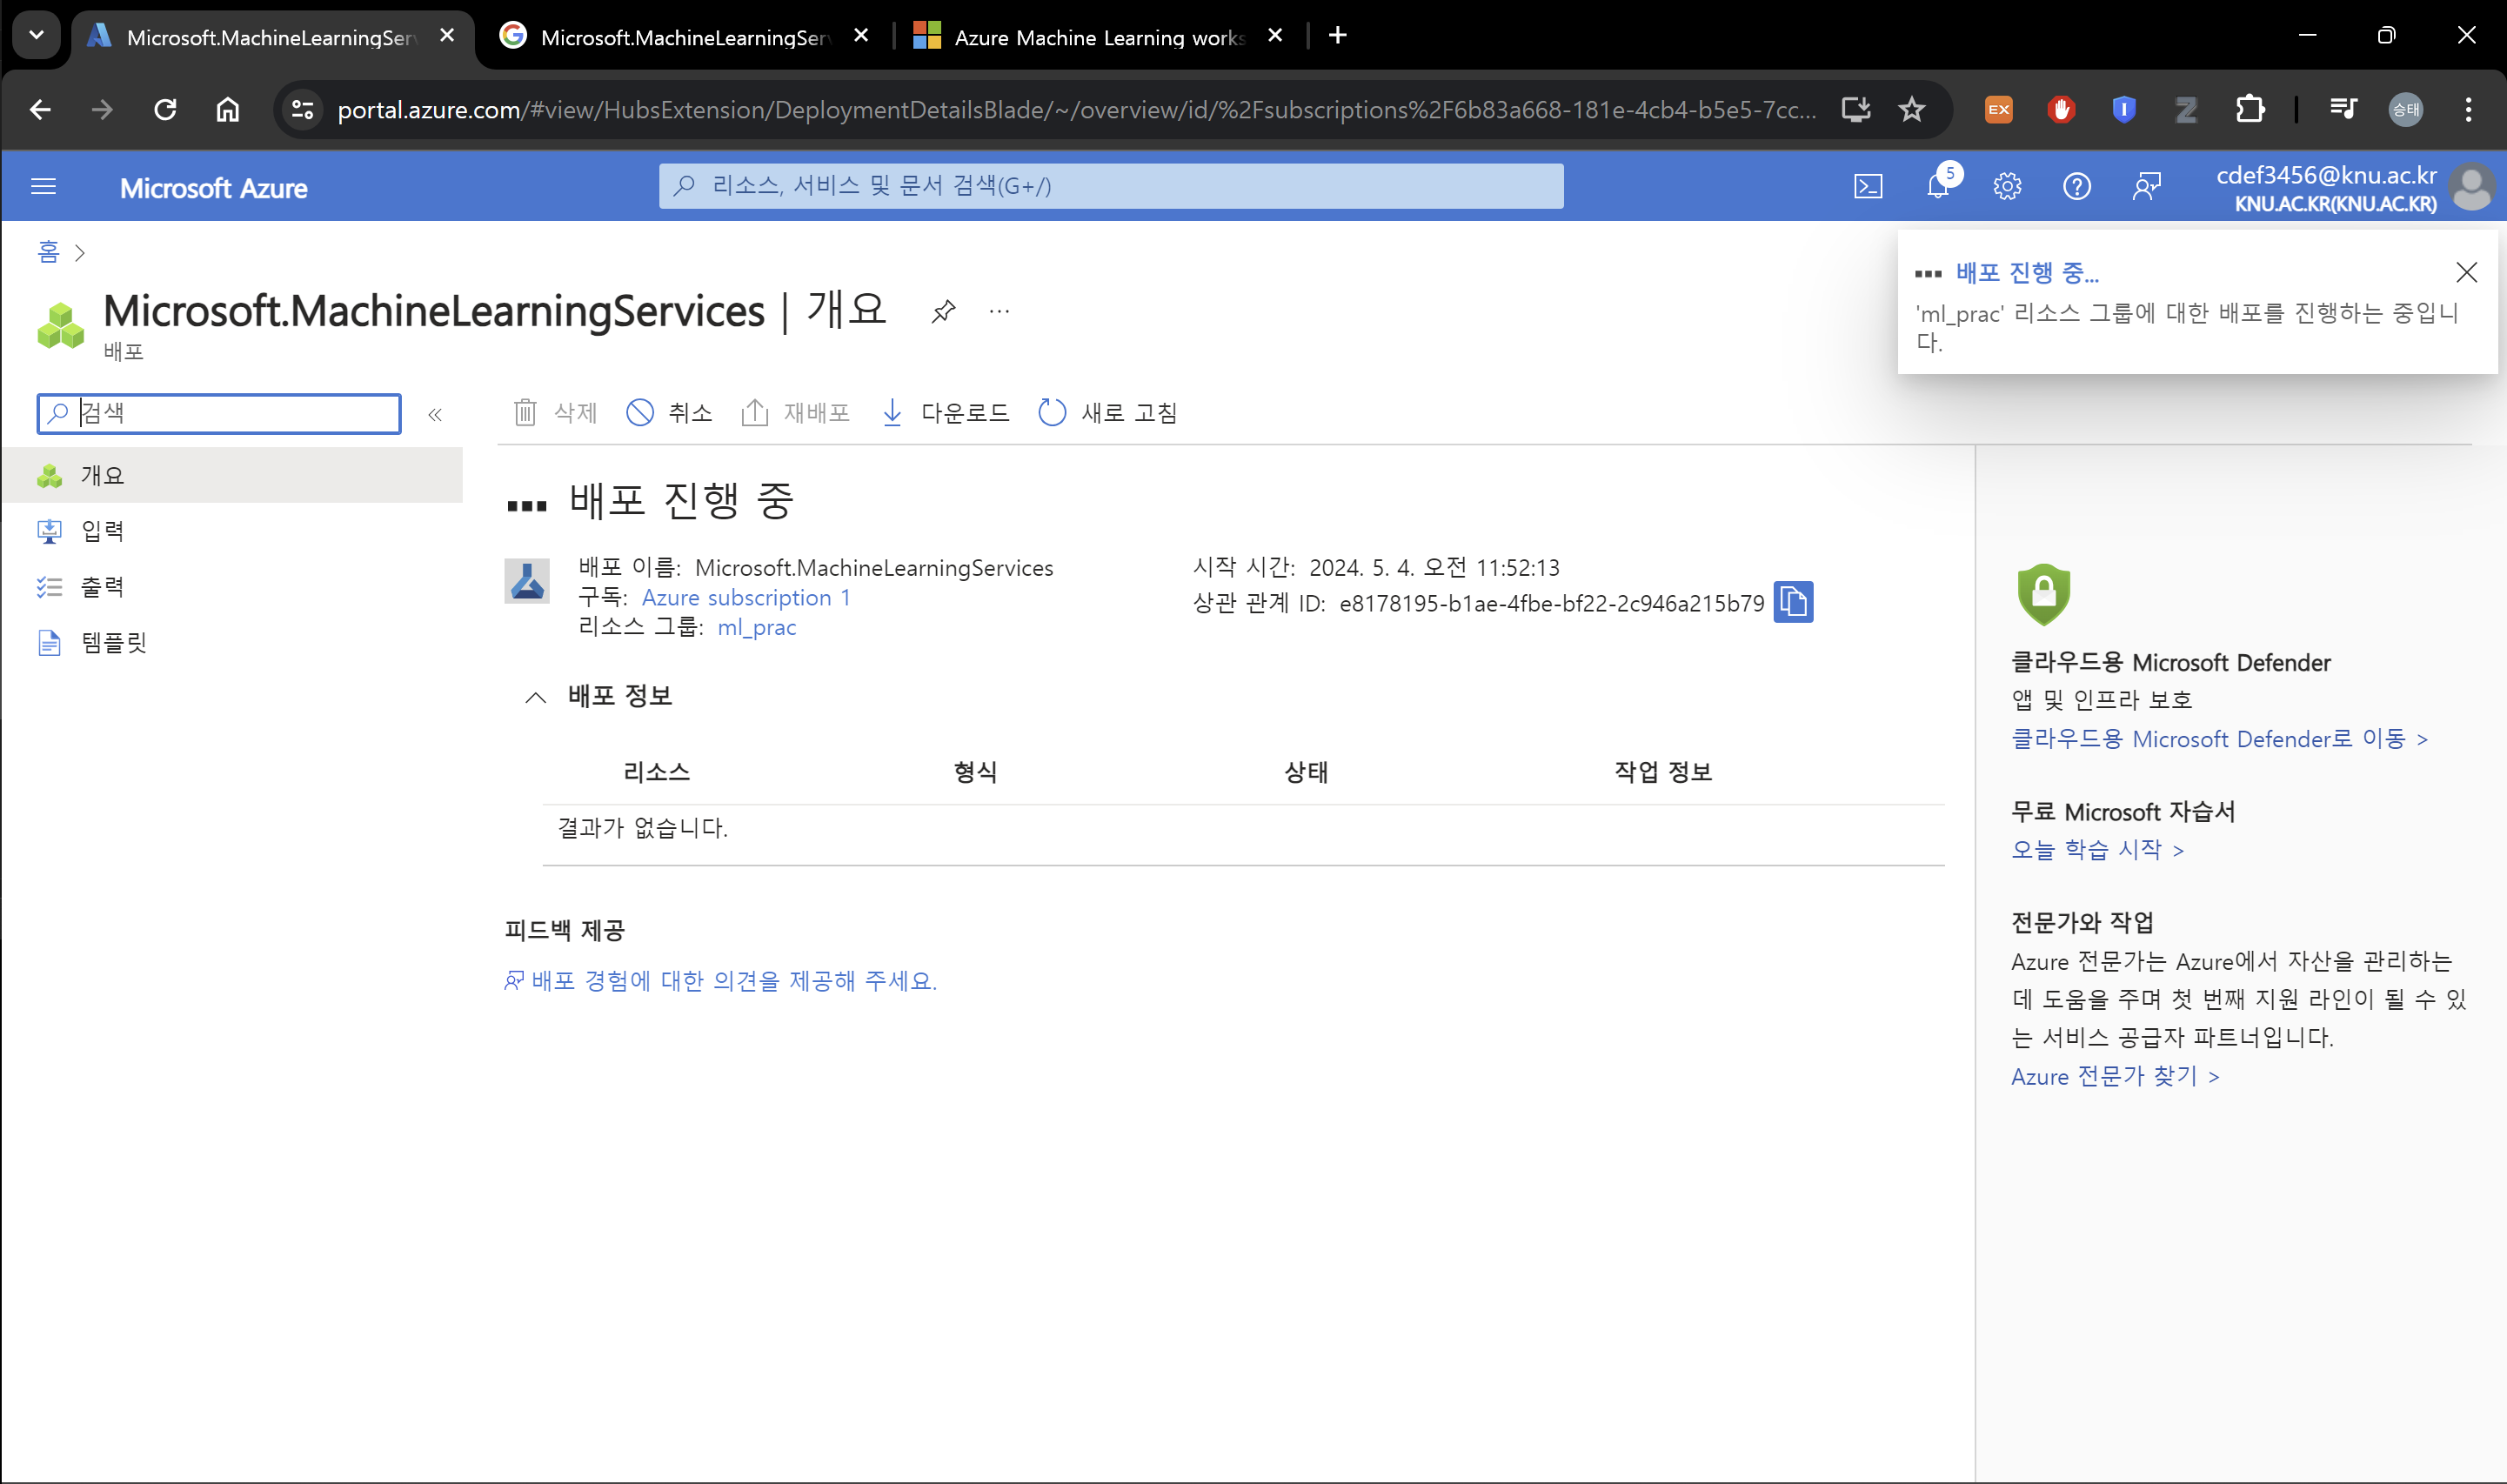 Microsoft.MachineLearningServ
Microsoft.MachineLearningServ
Azure Machine Learning works
portal.azure.com/#view/HubsExtension/DeploymentDetailsBlade/~/overview/id/%2Fsubscriptions%2F6b83a668-181e-4cb4-b5e5-7cc...
EX
승태
Microsoft Azure
리소스, 서비스 및 문서 검색(G+/)
5
cdef3456@knu.ac.kr
KNU.AC.KR(KNU.AC.KR)
홈
Microsoft.MachineLearningServices | 개요
배포
배포 진행 중...
'ml_prac' 리소스 그룹에 대한 배포를 진행하는 중입니
다.
검색
삭제
취소
재배포
다운로드
새로 고침
개요
입력
출력
템플릿
배포 진행 중
배포 이름: Microsoft.MachineLearningServices
구독: Azure subscription 1
리소스 그룹: ml_prac
시작 시간: 2024. 5. 4. 오전 11:52:13
상관 관계 ID: e8178195-b1ae-4fbe-bf22-2c946a215b79
배포 정보
리소스 형식 상태 작업 정보
결과가 없습니다.
피드백 제공
배포 경험에 대한 의견을 제공해 주세요.
클라우드용 Microsoft Defender
앱 및 인프라 보호
클라우드용 Microsoft Defender로 이동 >
무료 Microsoft 자습서
오늘 학습 시작 >
전문가와 작업
Azure 전문가는 Azure에서 자산을 관리하는
데 도움을 주며 첫 번째 지원 라인이 될 수 있
는 서비스 공급자 파트너입니다.
Azure 전문가 찾기 >